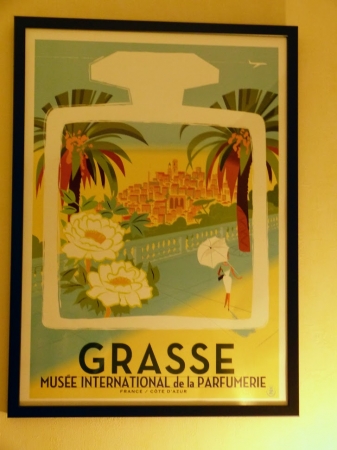 GRASSE
MUSÉE INTERNATIONAL de la PARFUMERIE
FRANCE / CÔTE D'AZUR